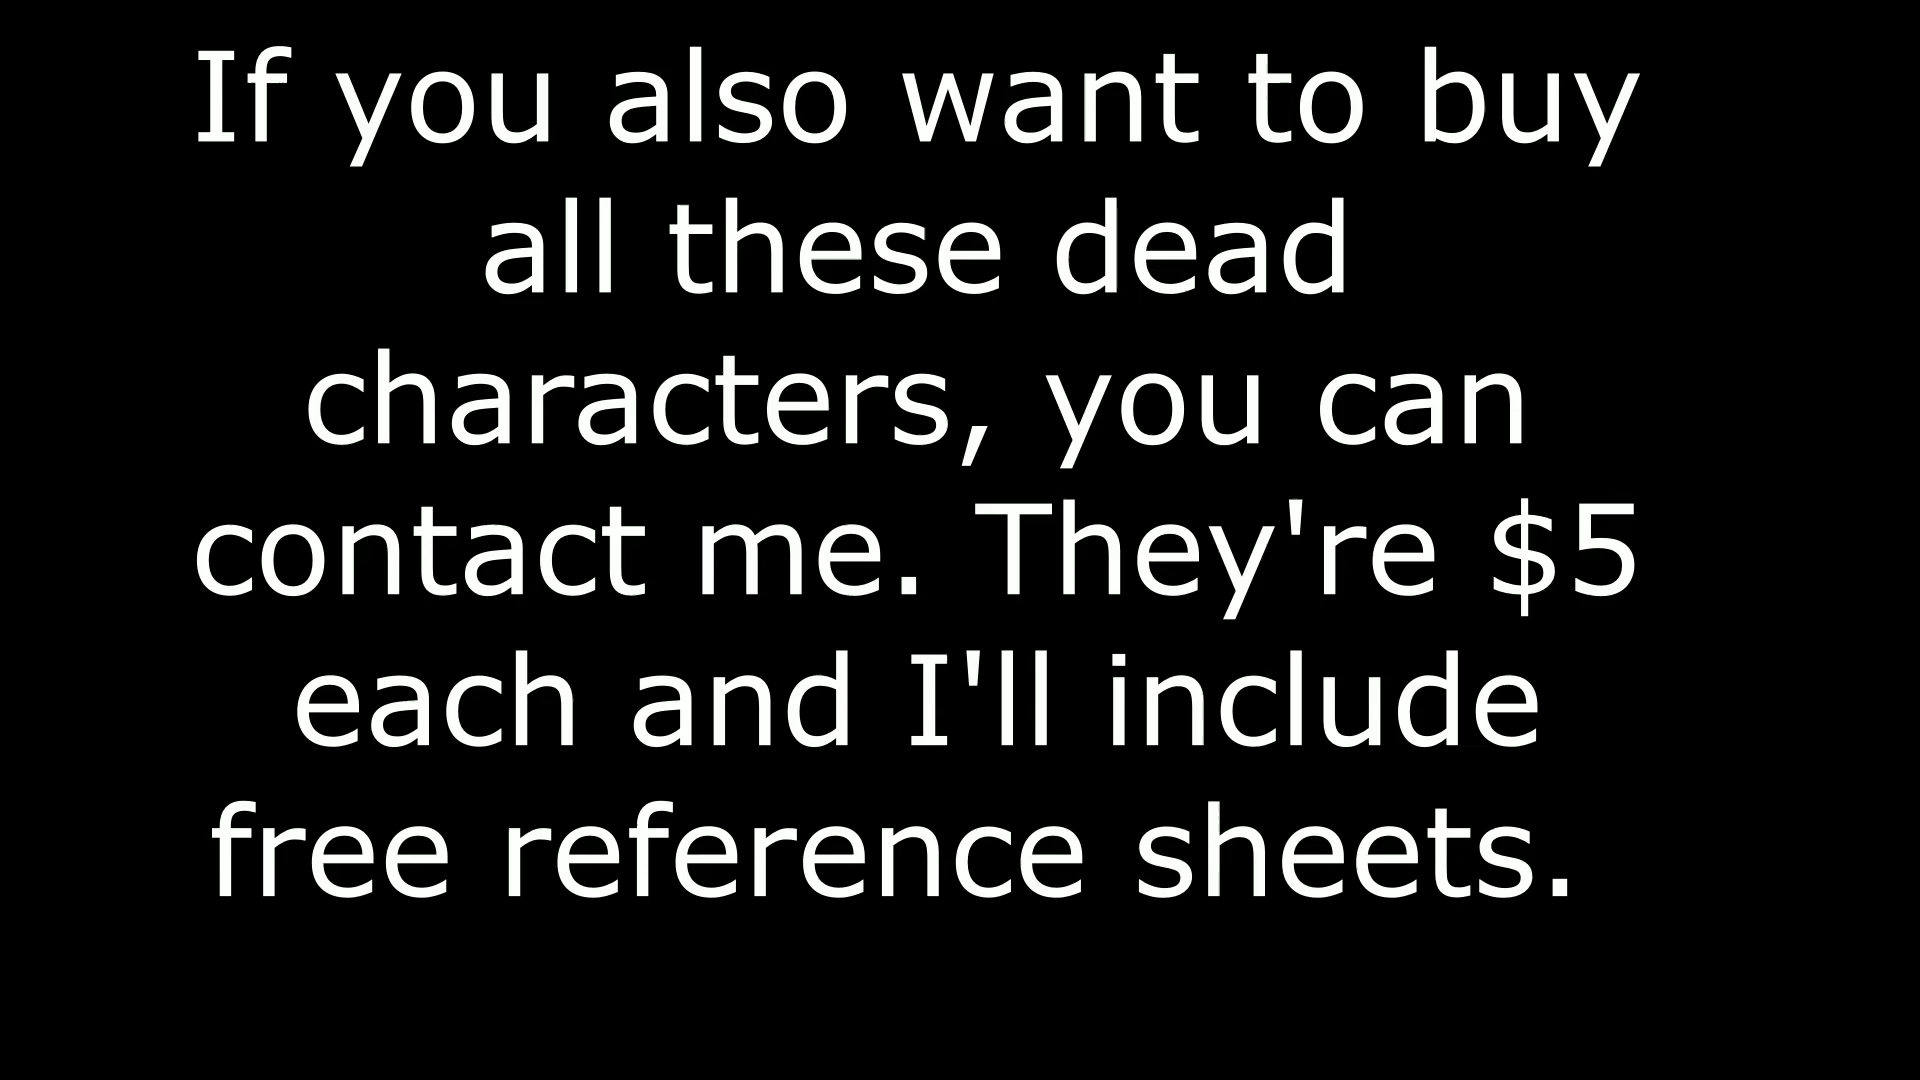 If you also want to buy
all these dead
characters, you can
contact me. They're $5
each and I'll include
free reference sheets.